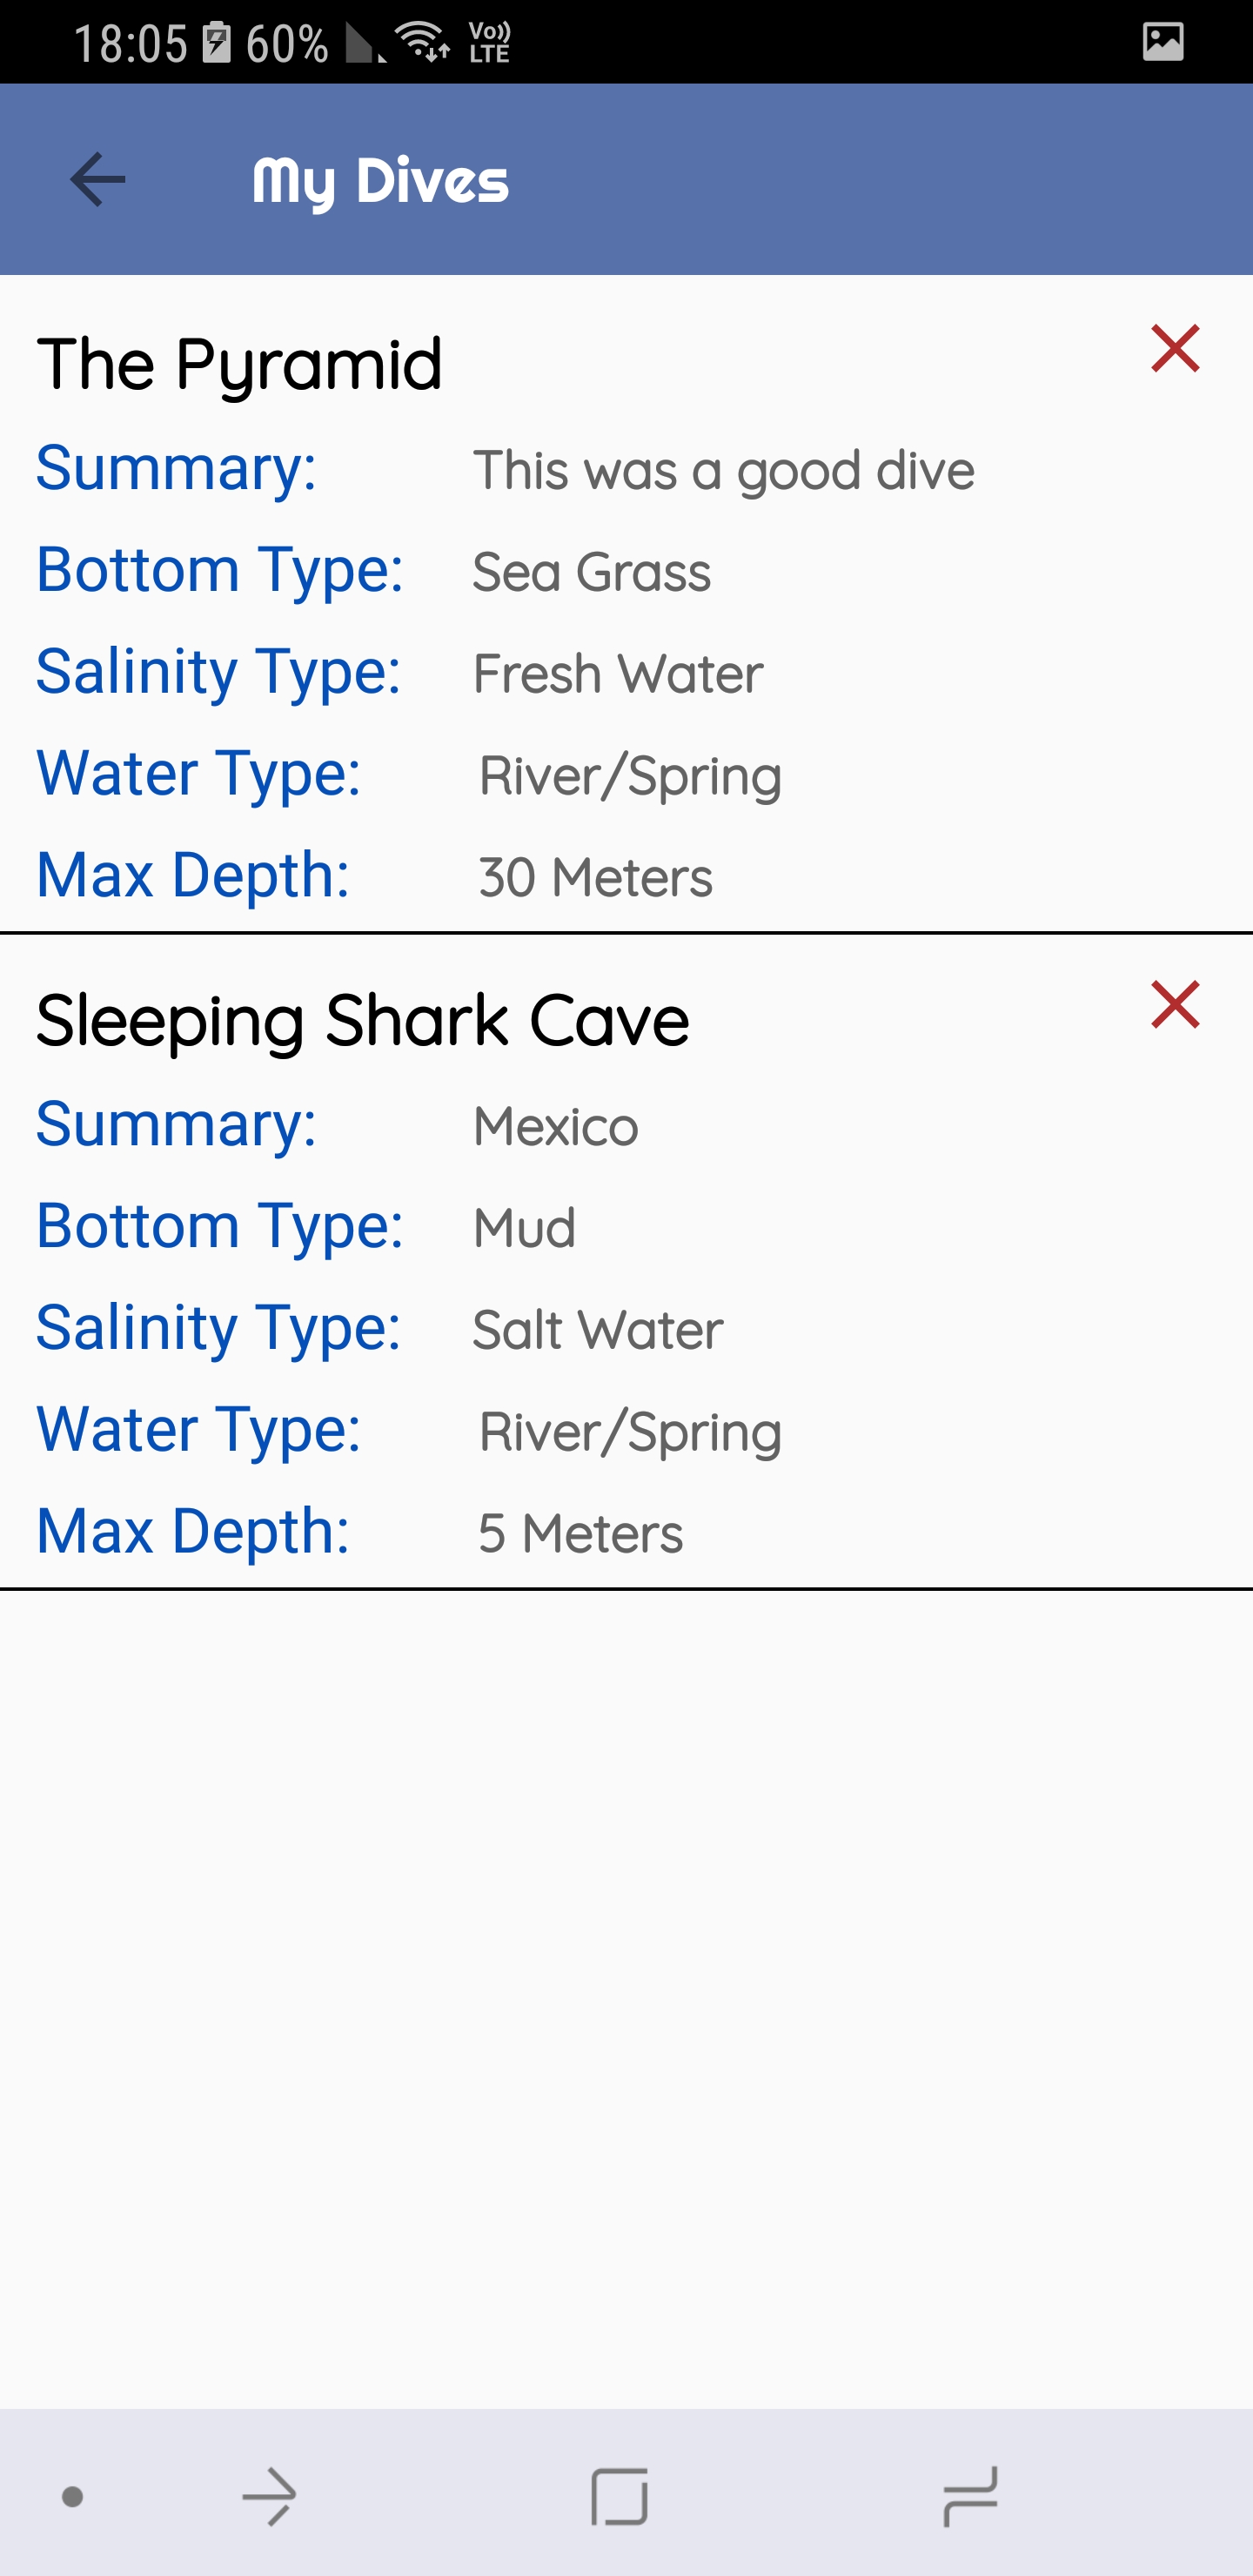 18:05 60% Vo)) LTE
My Dives
The Pyramid
Summary: This was a good dive
Bottom Type: Sea Grass
Salinity Type: Fresh Water
Water Type: River/Spring
Max Depth: 30 Meters
Sleeping Shark Cave
Summary: Mexico
Bottom Type: Mud
Salinity Type: Salt Water
Water Type: River/Spring
Max Depth: 5 Meters